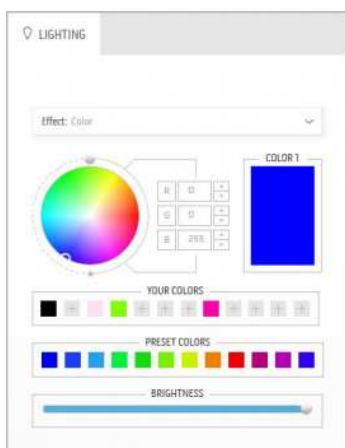 LIGHTING
Effect: Color
COLOR 1
R 0
G 0
B 255
YOUR COLORS
PRESET COLORS
BRIGHTNESS